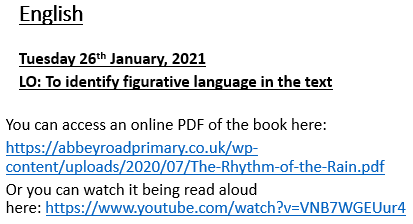 English
Tuesday 26th January, 2021
LO: To identify figurative language in the text
You can access an online PDF of the book here:
https://abbeyroadprimary.co.uk/wp-
content/uploads/2020/07/The-Rhythm-of-the-Rain.pdf
Or you can watch it being read aloud
here: https://www.youtube.com/watch?v=VNB7WGEUur4